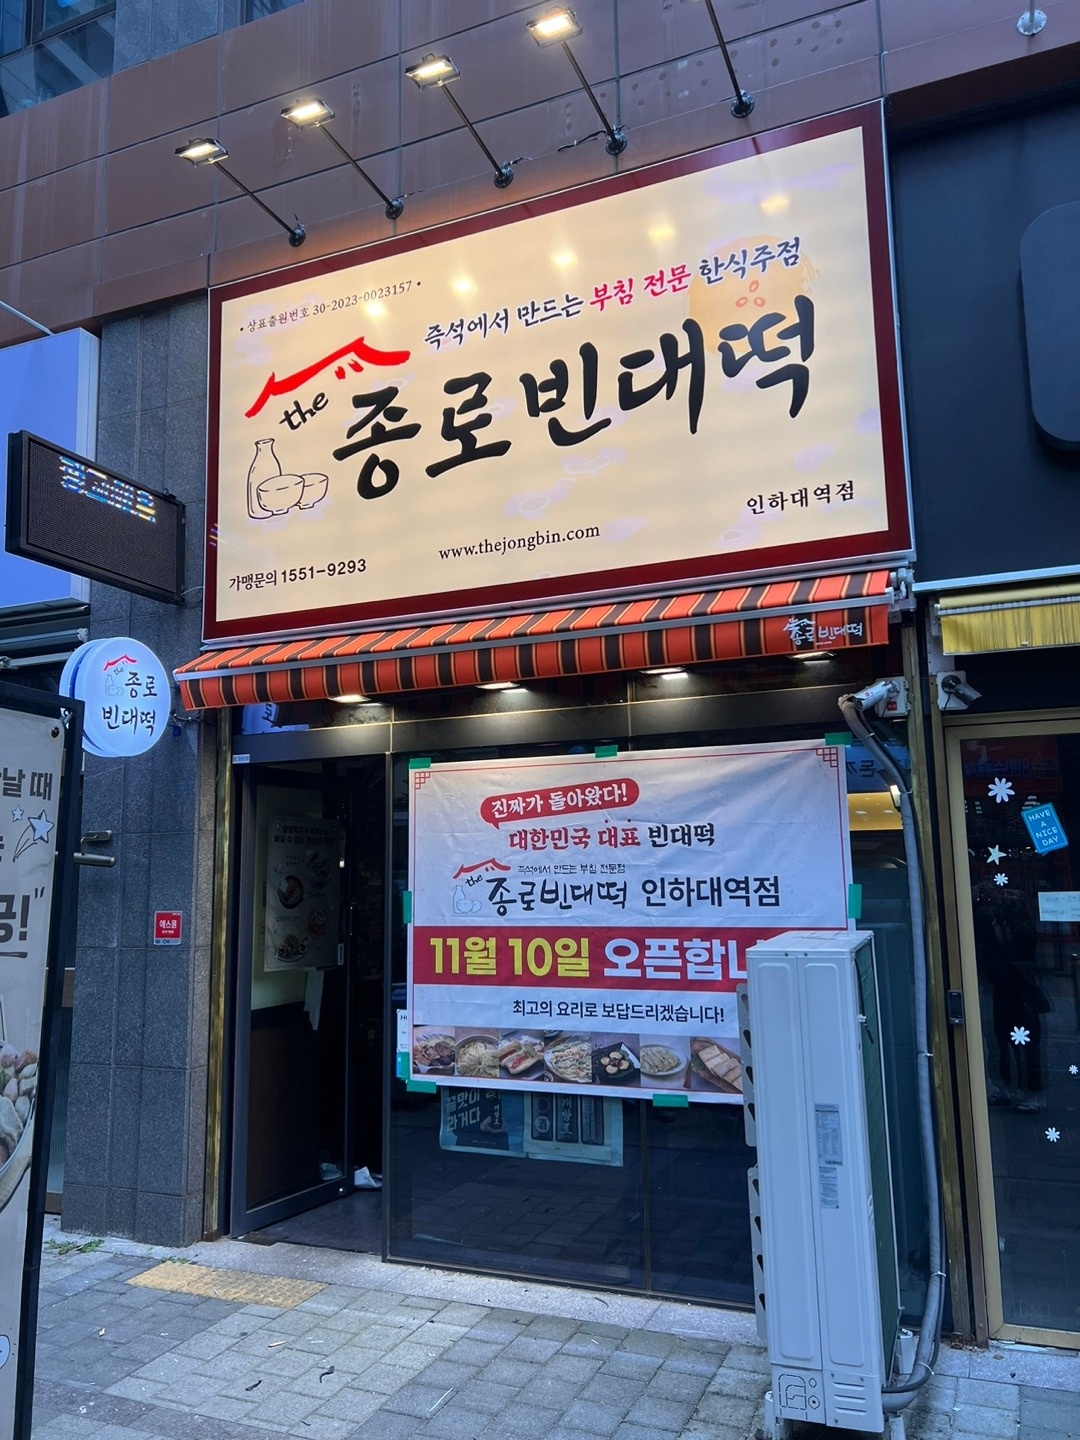 • 상표출원번호 30-2023-0023157 •
즉석에서 만드는 부침 전문 한식주점
the 종로빈대떡
인하대역점
www.thejongbin.com
가맹문의 1551-9293
종로빈대떡
the 종로
빈대떡
날 때
진짜가 돌아왔다!
대한민국 대표 빈대떡
즉석에서 만드는 부침 전문점
the 종로빈대떡 인하대역점
11월 10일 오픈합니
최고의 요리로 보답드리겠습니다!
에스원
HAVE
A
NICE
DAY